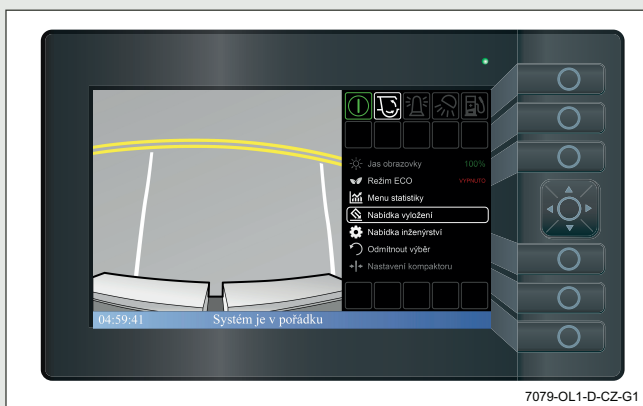 Jas obrazovky 100%
Režim ECO VYPNUTO
Menu statistiky
Nabídka vyložení
Nabídka inženýrství
Odmítnout výběr
Nastavení kompaktoru
04:59:41 Systém je v pořádku
7079-OL1-D-CZ-G1